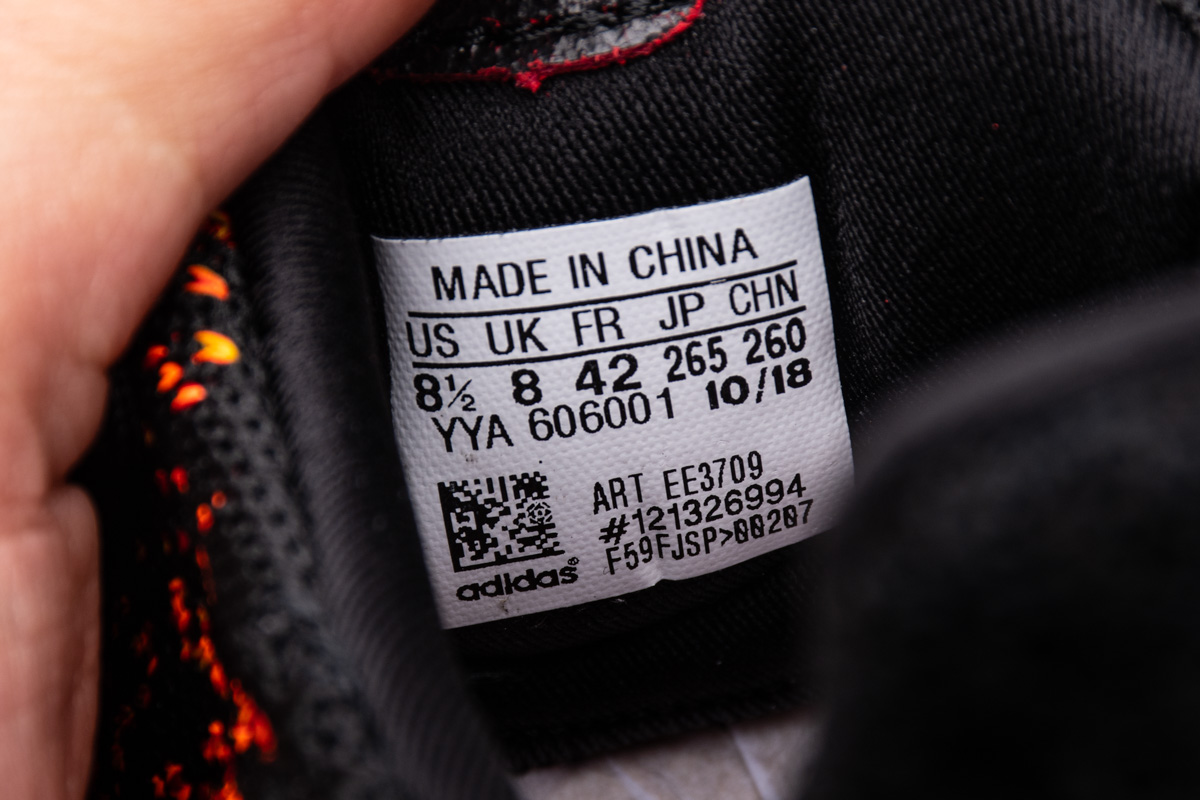 MADE IN CHINA
US UK FR JP CHN
8½ 8 42 265 260
YYA 606001 10/18
ART EE3709
#121326994
F59FJSP>00207
adidas®